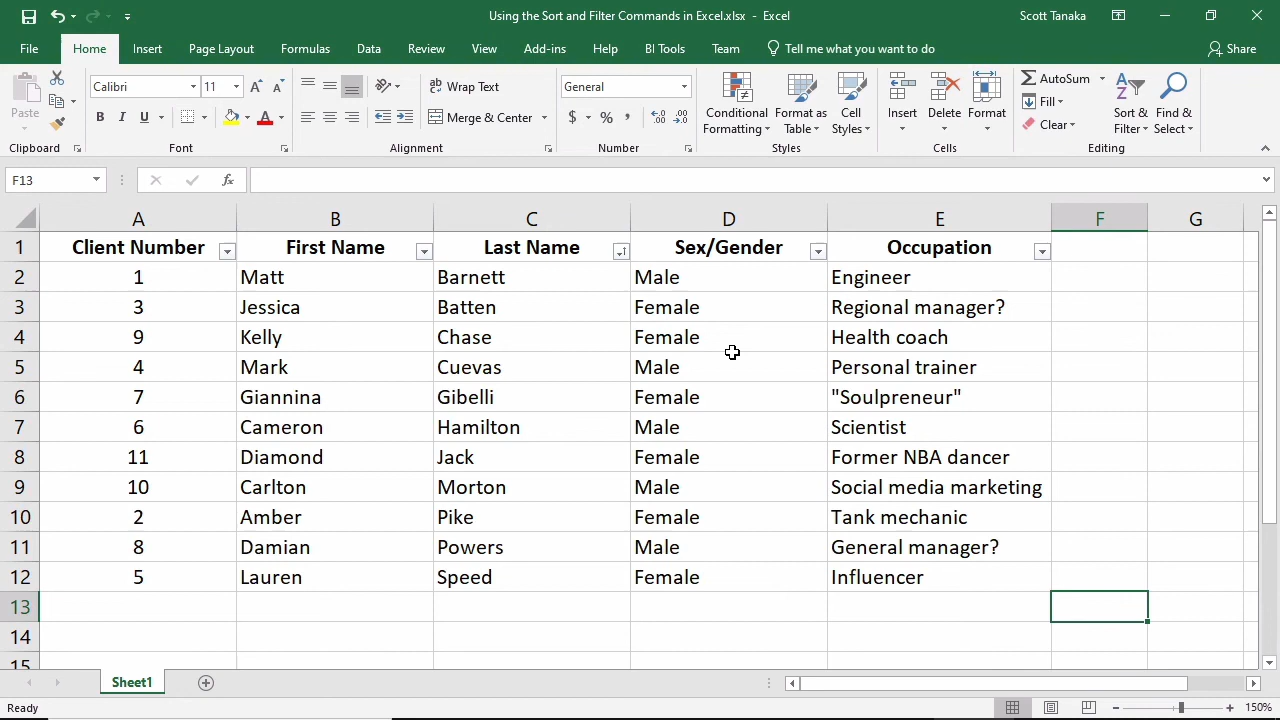 Using the Sort and Filter Commands in Excel.xlsx - Excel
Scott Tanaka
File Home Insert Page Layout Formulas Data Review View Add-ins Help BI Tools Team Tell me what you want to do Share
Paste
Calibri 11
B I U
Wrap Text
Merge & Center
General
$ % ,
Conditional Formatting
Format as Table
Cell Styles
Insert
Delete
Format
AutoSum
Fill
Clear
Sort & Filter
Find & Select
Clipboard Font Alignment Number Styles Cells Editing
F13 fx
A B C D E F G
1 Client Number First Name Last Name Sex/Gender Occupation
2 1 Matt Barnett Male Engineer
3 3 Jessica Batten Female Regional manager?
4 9 Kelly Chase Female Health coach
5 4 Mark Cuevas Male Personal trainer
6 7 Giannina Gibelli Female "Soulpreneur"
7 6 Cameron Hamilton Male Scientist
8 11 Diamond Jack Female Former NBA dancer
9 10 Carlton Morton Male Social media marketing
10 2 Amber Pike Female Tank mechanic
11 8 Damian Powers Male General manager?
12 5 Lauren Speed Female Influencer
13
14
15
Sheet1
Ready
150%